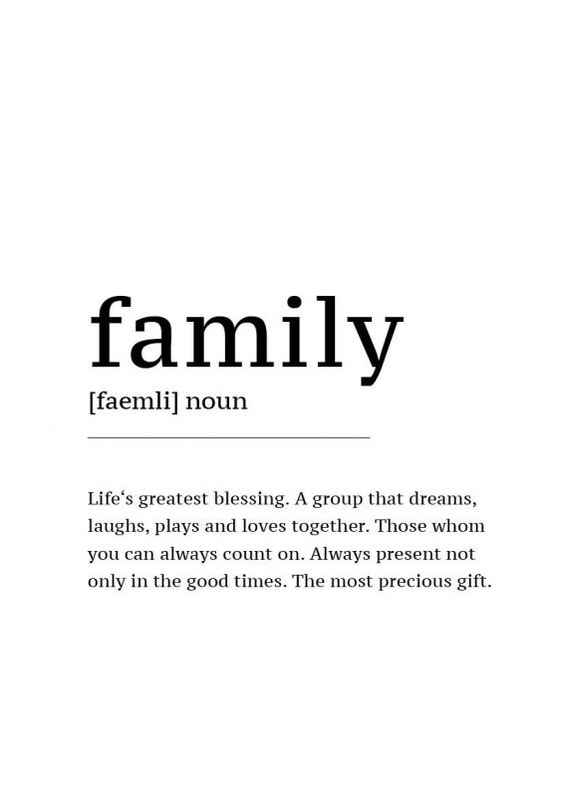 family
[faemli] noun
Life‘s greatest blessing. A group that dreams,
laughs, plays and loves together. Those whom
you can always count on. Always present not
only in the good times. The most precious gift.